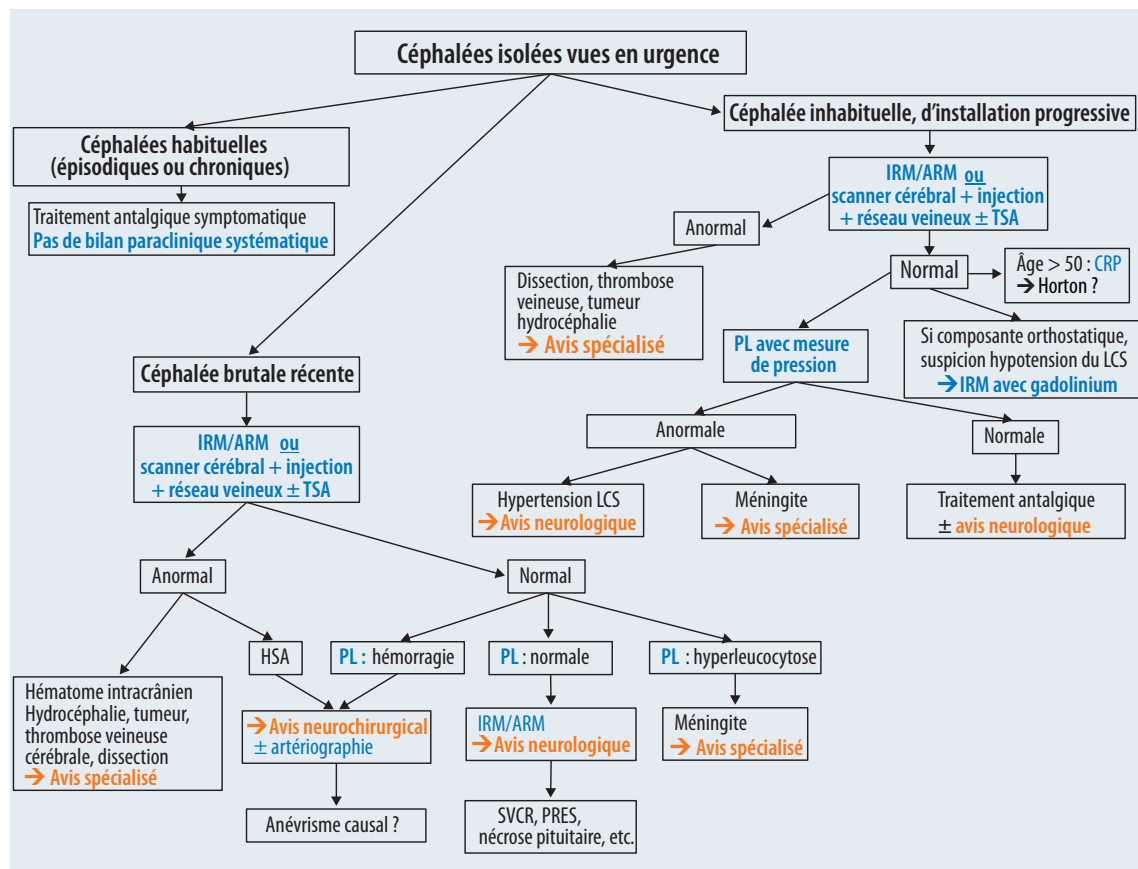 Céphalées isolées vues en urgence
Céphalées habituelles
(épisodiques ou chroniques)
Traitement antalgique symptomatique
Pas de bilan paraclinique systématique
Céphalée brutale récente
IRM/ARM ou
scanner cérébral + injection
+ réseau veineux ± TSA
Anormal
Hématome intracrânien
Hydrocéphalie, tumeur,
thrombose veineuse
cérébrale, dissection
→ Avis spécialisé
HSA
Normal
PL : hémorragie
→ Avis neurochirurgical
± artériographie
Anévrisme causal ?
PL : normale
IRM/ARM
→ Avis neurologique
SVCR, PRES,
nécrose pituitaire, etc.
PL : hyperleucocytose
Méningite
→ Avis spécialisé
Céphalée inhabituelle, d'installation progressive
IRM/ARM ou
scanner cérébral + injection
+ réseau veineux ± TSA
Anormal
Dissection, thrombose
veineuse, tumeur
hydrocéphalie
→ Avis spécialisé
Normal
Âge > 50 : CRP
→ Horton ?
Si composante orthostatique,
suspicion hypotension du LCS
→ IRM avec gadolinium
PL avec mesure
de pression
Anormale
Hypertension LCS
→ Avis neurologique
Méningite
→ Avis spécialisé
Normale
Traitement antalgique
± avis neurologique